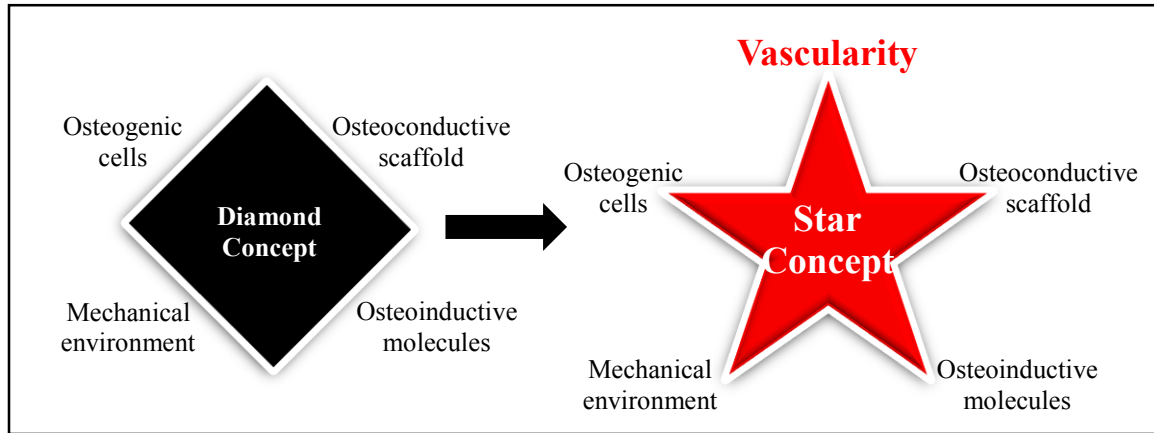 Vascularity
Osteogenic
cells
Osteoconductive
scaffold
Diamond
Concept
Mechanical
environment
Osteoinductive
molecules
Osteogenic
cells
Osteoconductive
scaffold
Star
Concept
Mechanical
environment
Osteoinductive
molecules